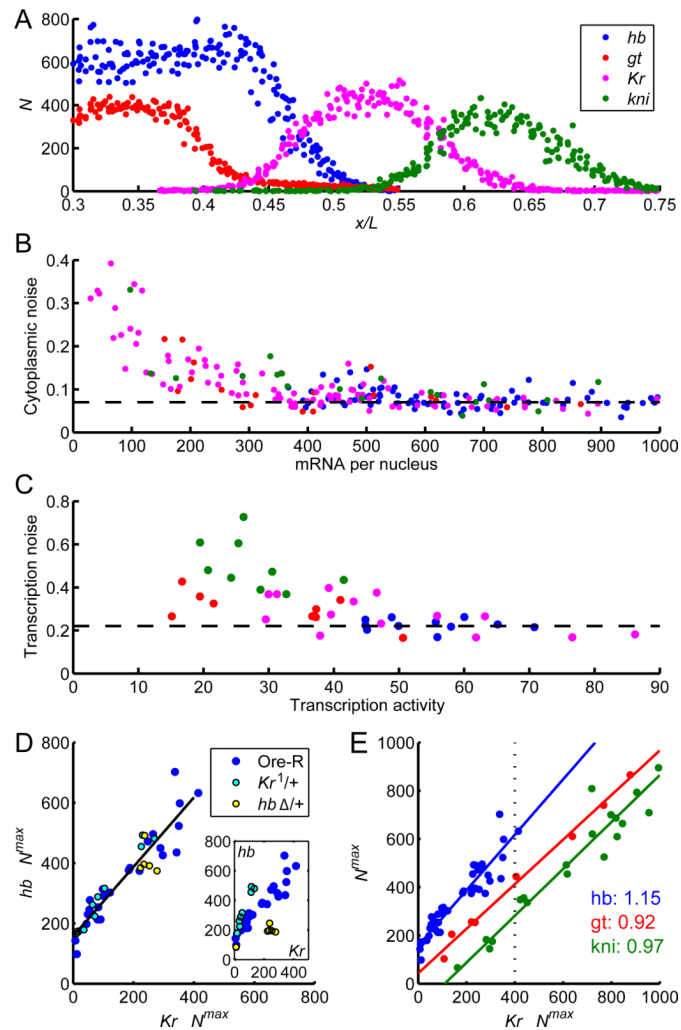 A
800
600
400
200
0
N
hb
gt
Kr
kni
0.3 0.35 0.4 0.45 0.5 0.55 0.6 0.65 0.7 0.75
x/L
B
0.4
0.3
0.2
0.1
0
Cytoplasmic noise
0 100 200 300 400 500 600 700 800 900 1000
mRNA per nucleus
C
0.8
0.6
0.4
0.2
0
Transcription noise
0 10 20 30 40 50 60 70 80 90
Transcription activity
D
800
600
400
200
0
hb N^max
Ore-R
Kr^1/+
hb Δ/+
800
600
400
200
0
hb
Kr
0 200 400
0 200 400 600 800
Kr N^max
E
1000
800
600
400
200
0
N^max
hb: 1.15
gt: 0.92
kni: 0.97
0 200 400 600 800 1000
Kr N^max